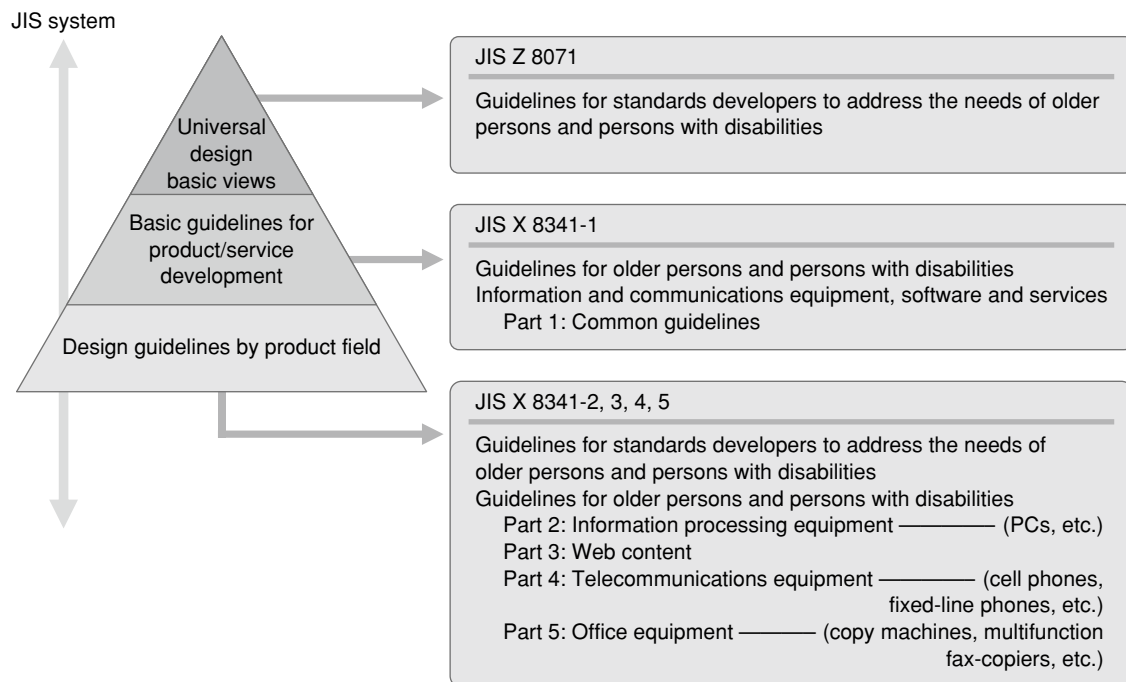 JIS system
Universal
design
basic views
Basic guidelines for
product/service
development
Design guidelines by product field
JIS Z 8071
Guidelines for standards developers to address the needs of older
persons and persons with disabilities
JIS X 8341-1
Guidelines for older persons and persons with disabilities
Information and communications equipment, software and services
Part 1: Common guidelines
JIS X 8341-2, 3, 4, 5
Guidelines for standards developers to address the needs of
older persons and persons with disabilities
Guidelines for older persons and persons with disabilities
Part 2: Information processing equipment ———— (PCs, etc.)
Part 3: Web content
Part 4: Telecommunications equipment ———— (cell phones,
fixed-line phones, etc.)
Part 5: Office equipment ——— (copy machines, multifunction
fax-copiers, etc.)